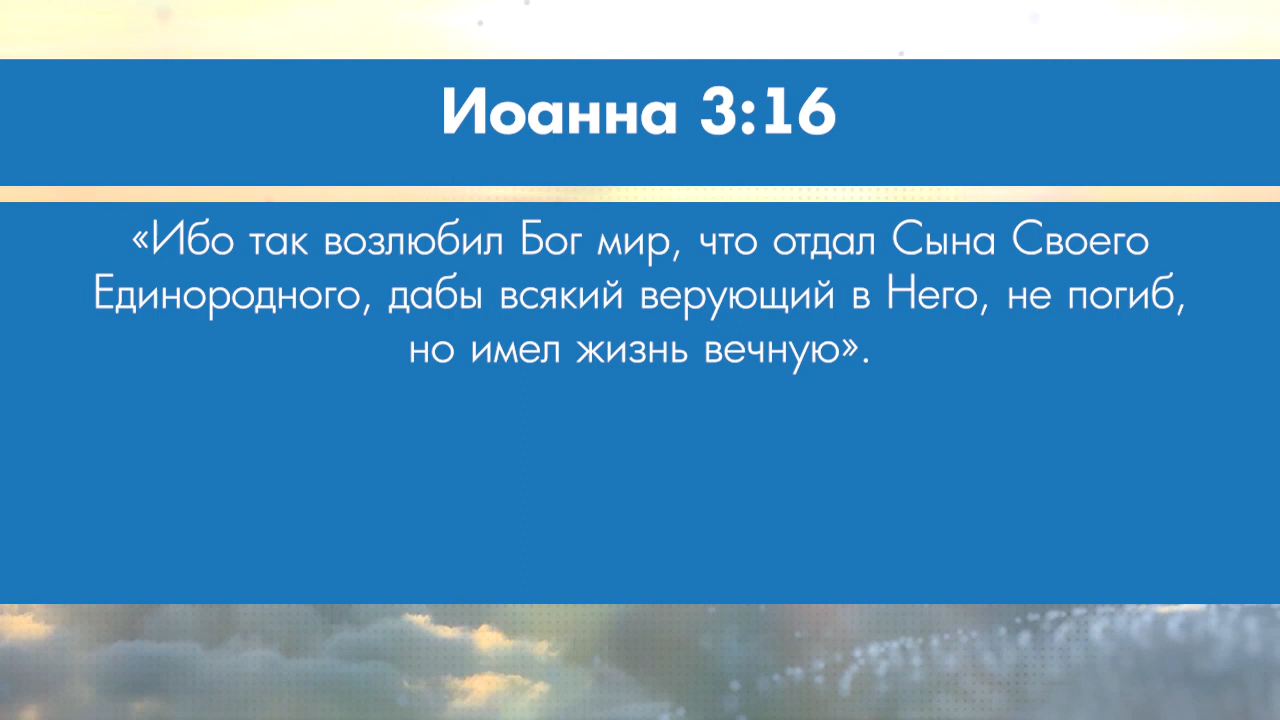 Иоанна 3:16
«Ибо так возлюбил Бог мир, что отдал Сына Своего
Единородного, дабы всякий верующий в Него, не погиб,
но имел жизнь вечную».